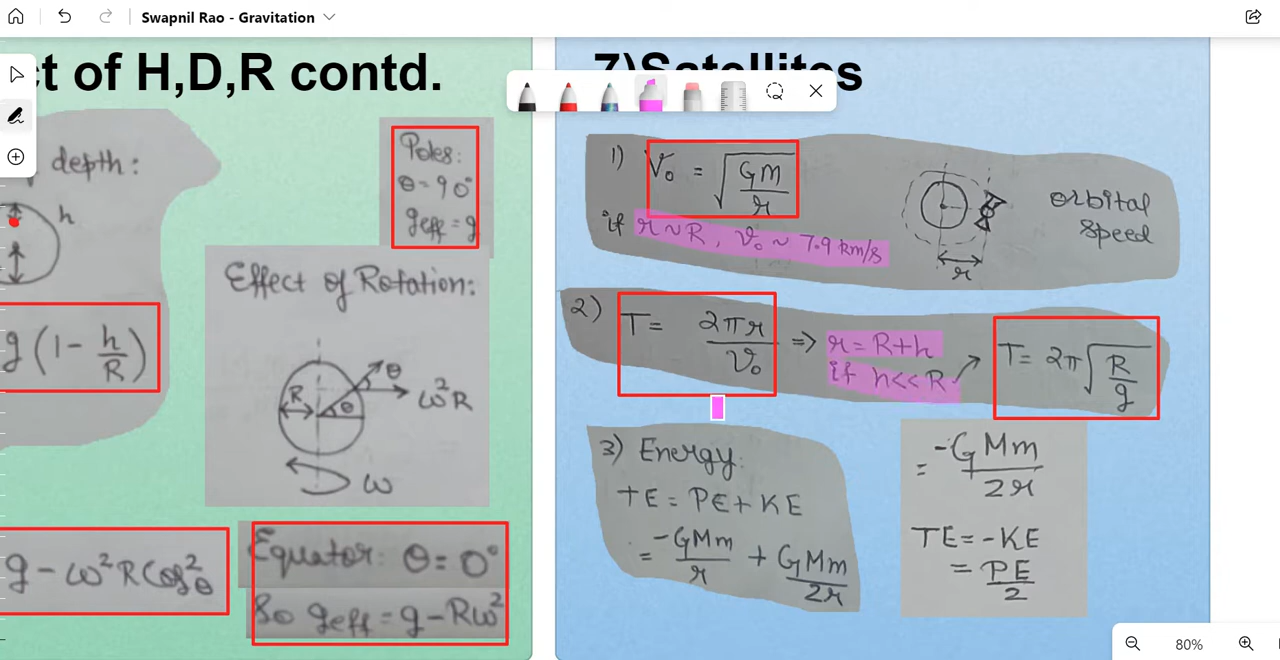 Swapnil Rao - Gravitation
ct of H,D,R contd.
depth:
h
g (1 - h/R)
Poles:
θ = 90°
geff = g
Effect of Rotation:
R
θ
θ
ω²R
ω
g - ω²R Cos²θ
Equator: θ = 0°
So geff = g - Rω²
7)Satellites
1) V₀ = √(GM/r)
if r ~ R, v₀ ~ 7.9 km/s
r
orbital
speed
2) T = 2πr/V₀ => r = R+h
if h << R
T = 2π√(R/g)
3) Energy:
TE = PE + KE
= -GMm/r + GMm/2r
= -GMm/2r
TE = -KE
= PE/2
80%